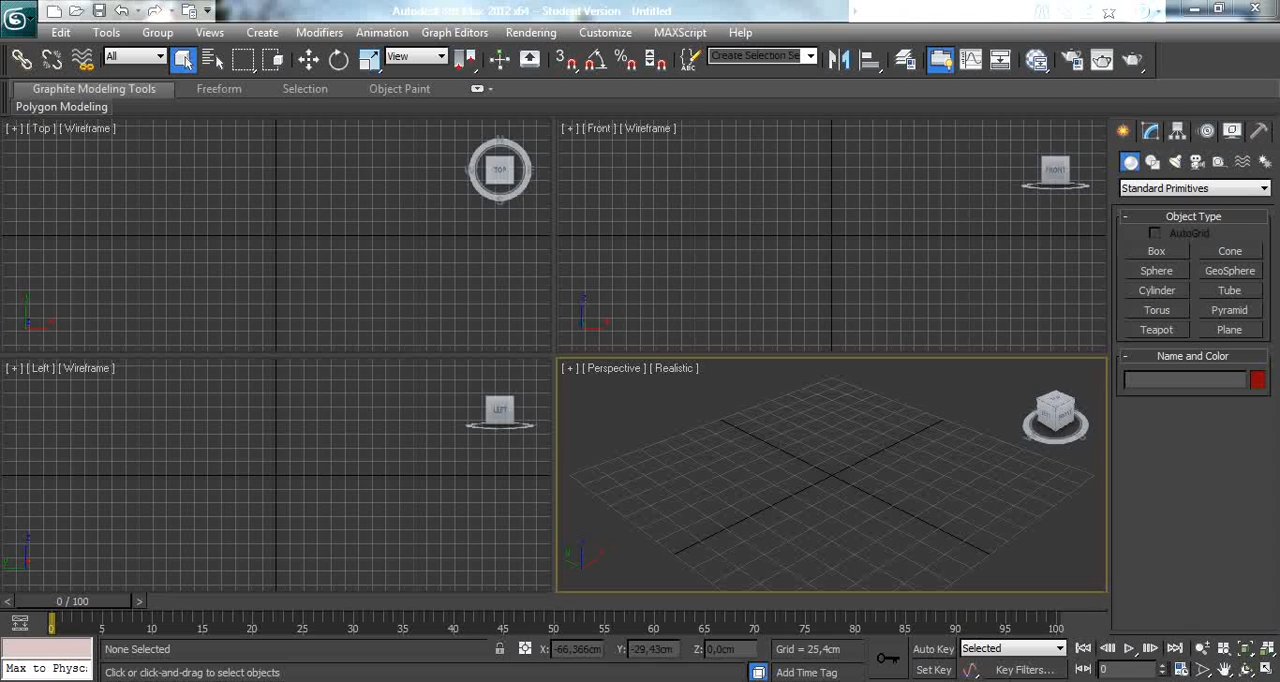 Autodesk 3ds Max 2012 x64 - Student Version - Untitled
Edit Tools Group Views Create Modifiers Animation Graph Editors Rendering Customize MAXScript Help
All View 3 Create Selection Se
Graphite Modeling Tools Freeform Selection Object Paint
Polygon Modeling
[ + ] [ Top ] [ Wireframe ] [ + ] [ Front ] [ Wireframe ]
TOP FRONT
Standard Primitives
- Object Type
AutoGrid
Box Cone
Sphere GeoSphere
Cylinder Tube
Torus Pyramid
Teapot Plane
- Name and Color
[ + ] [ Left ] [ Wireframe ] [ + ] [ Perspective ] [ Realistic ]
LEFT
< 0 / 100 >
0 5 10 15 20 25 30 35 40 45 50 55 60 65 70 75 80 85 90 95 100
None Selected X: -66,366cm Y: -29,43cm Z: 0,0cm Grid = 25,4cm Auto Key Selected
Max to Physc: Click or click-and-drag to select objects Add Time Tag Set Key Key Filters... 0